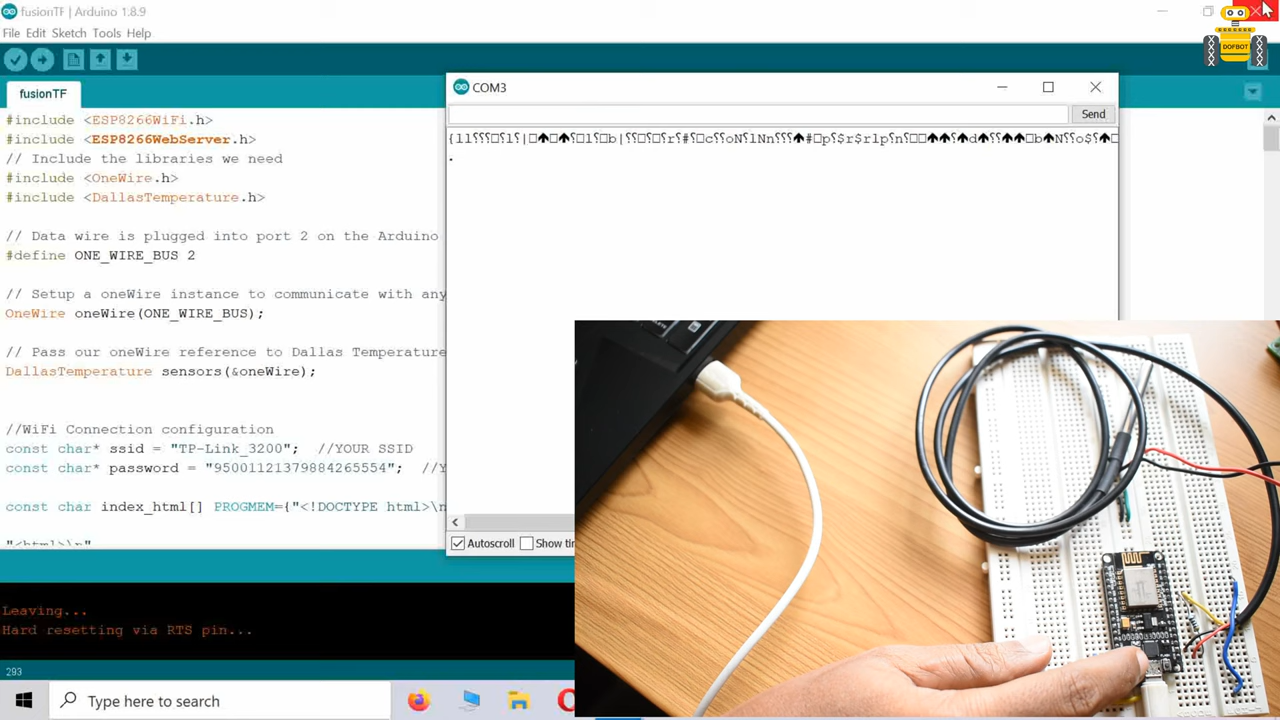 fusionTF | Arduino 1.8.9
File Edit Sketch Tools Help
DOFBOT
fusionTF
#include <ESP8266WiFi.h>
#include <ESP8266WebServer.h>
// Include the libraries we need
#include <OneWire.h>
#include <DallasTemperature.h>
// Data wire is plugged into port 2 on the Arduino
#define ONE_WIRE_BUS 2
// Setup a oneWire instance to communicate with any
OneWire oneWire(ONE_WIRE_BUS);
// Pass our oneWire reference to Dallas Temperature
DallasTemperature sensors(&oneWire);
//WiFi Connection configuration
const char* ssid = "TP-Link_3200"; //YOUR SSID
const char* password = "95001121379884265554"; //Y
const char index_html[] PROGMEM={"<!DOCTYPE html>\n
"<html>\n"
COM3
Send
.
Autoscroll Show tim
Leaving...
Hard resetting via RTS pin...
293
Type here to search